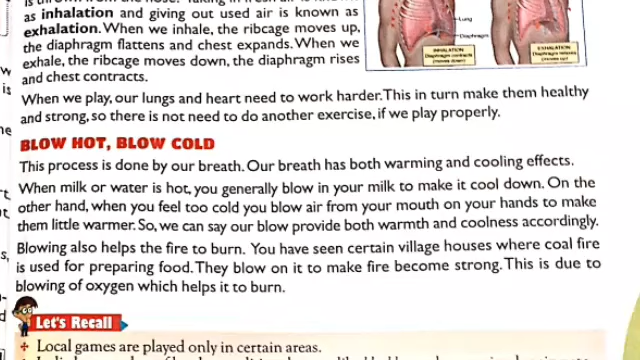 as inhalation and giving out used air is known as
exhalation. When we inhale, the ribcage moves up,
the diaphragm flattens and chest expands. When we
exhale, the ribcage moves down, the diaphragm rises
and chest contracts.
Lung
Diaphragm
INHALATION
Diaphragm contracts
(moves down)
EXHALATION
Diaphragm relaxes
(moves up)
When we play, our lungs and heart need to work harder. This in turn make them healthy
and strong, so there is not need to do another exercise, if we play properly.
BLOW HOT, BLOW COLD
This process is done by our breath. Our breath has both warming and cooling effects.
When milk or water is hot, you generally blow in your milk to make it cool down. On the
other hand, when you feel too cold you blow air from your mouth on your hands to make
them little warmer. So, we can say our blow provide both warmth and coolness accordingly.
Blowing also helps the fire to burn. You have seen certain village houses where coal fire
is used for preparing food. They blow on it to make fire become strong. This is due to
blowing of oxygen which helps it to burn.
Let's Recall
Local games are played only in certain areas.